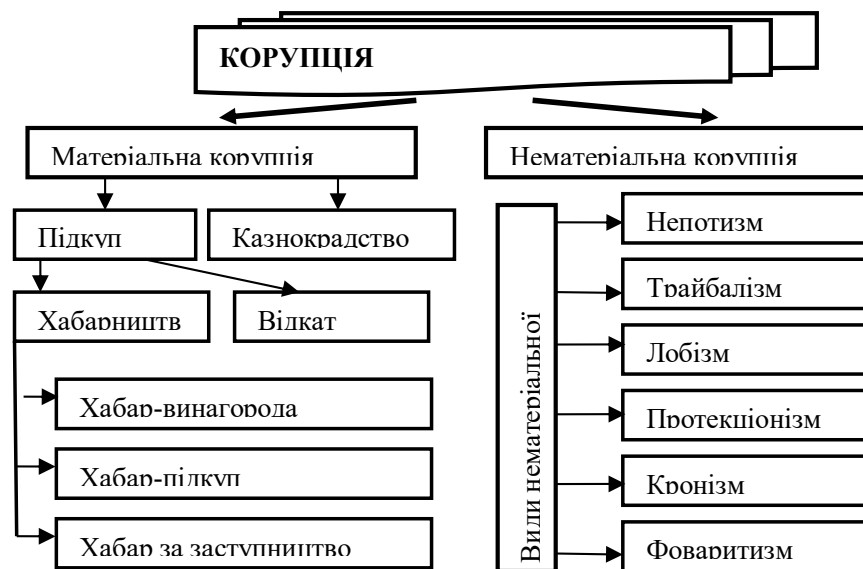 КОРУПЦІЯ
Матеріальна корупція
Нематеріальна корупція
Підкуп
Казнокрадство
Хабарництв
Відкат
Хабар-винагорода
Хабар-підкуп
Хабар за заступництво
Види нематеріальної
Непотизм
Трайбалізм
Лобізм
Протекціонізм
Кронізм
Фоваритизм